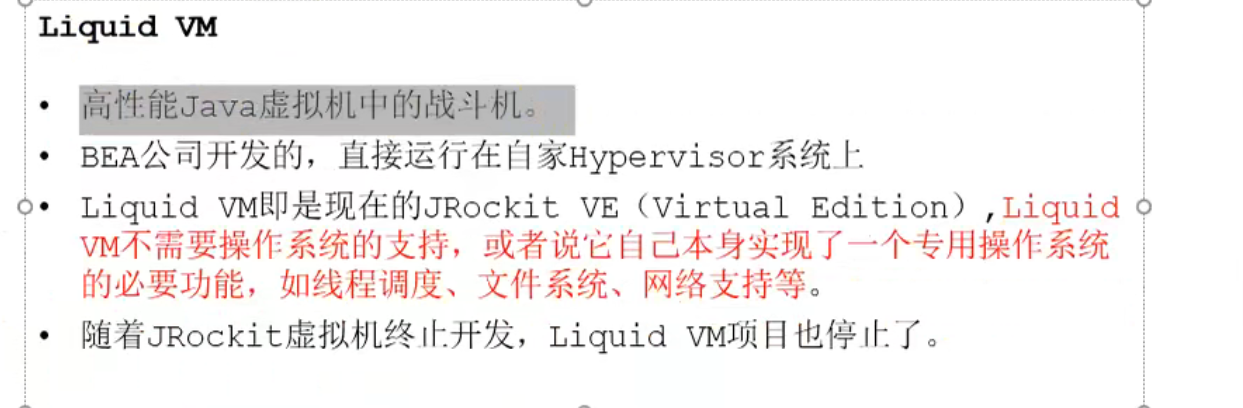 Liquid VM
• 高性能Java虚拟机中的战斗机。
• BEA公司开发的，直接运行在自家Hypervisor系统上
• Liquid VM即是现在的JRockit VE（Virtual Edition）,Liquid
VM不需要操作系统的支持，或者说它自己本身实现了一个专用操作系统
的必要功能，如线程调度、文件系统、网络支持等。
• 随着JRockit虚拟机终止开发，Liquid VM项目也停止了。